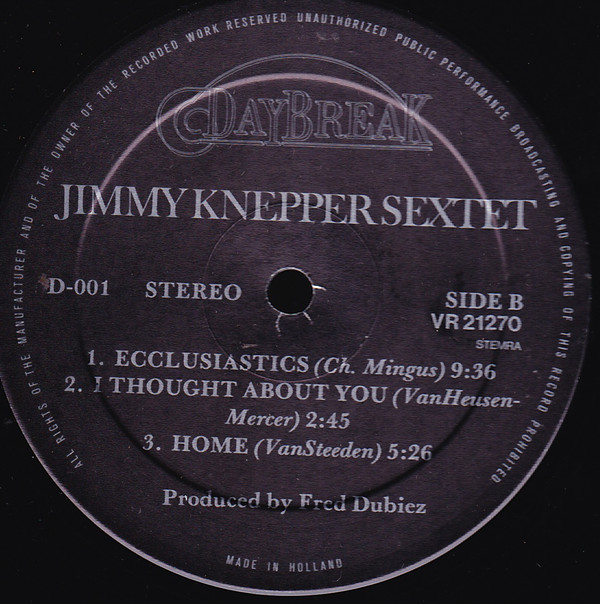 ALL RIGHTS OF THE MANUFACTURER AND OF THE OWNER OF THE RECORDED WORK RESERVED UNAUTHORIZED PUBLIC PERFORMANCE BROADCASTING AND COPYING OF THIS RECORD PROHIBITED
DAYBREAK
JIMMY KNEPPER SEXTET
D-001 STEREO SIDE B
VR 21270
STEMRA
1. ECCLUSIASTICS (Ch. Mingus) 9:36
2. I THOUGHT ABOUT YOU (VanHeusen-
Mercer) 2:45
3. HOME (VanSteeden) 5:26
Produced by Fred Dubiez
MADE IN HOLLAND